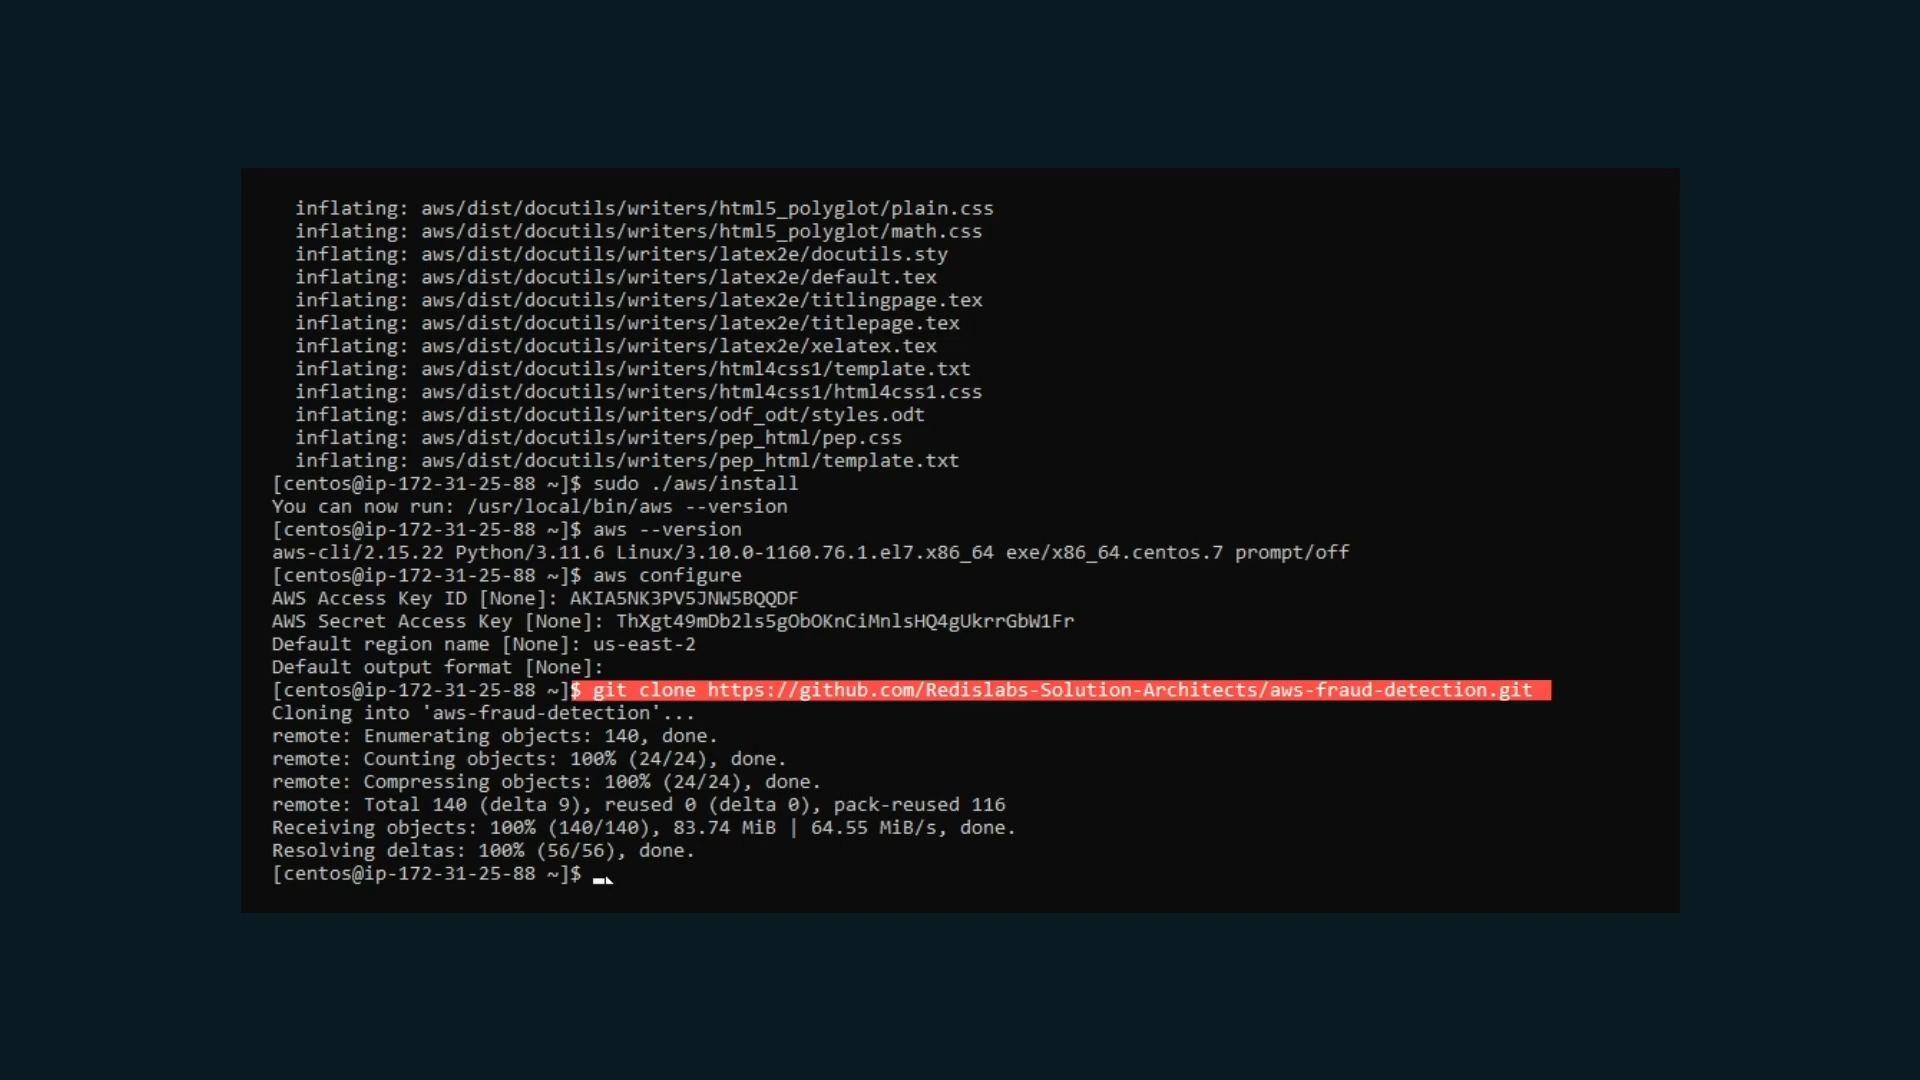 inflating: aws/dist/docutils/writers/html5_polyglot/plain.css
inflating: aws/dist/docutils/writers/html5_polyglot/math.css
inflating: aws/dist/docutils/writers/latex2e/docutils.sty
inflating: aws/dist/docutils/writers/latex2e/default.tex
inflating: aws/dist/docutils/writers/latex2e/titlingpage.tex
inflating: aws/dist/docutils/writers/latex2e/titlepage.tex
inflating: aws/dist/docutils/writers/latex2e/xelatex.tex
inflating: aws/dist/docutils/writers/html4css1/template.txt
inflating: aws/dist/docutils/writers/html4css1/html4css1.css
inflating: aws/dist/docutils/writers/odf_odt/styles.odt
inflating: aws/dist/docutils/writers/pep_html/pep.css
inflating: aws/dist/docutils/writers/pep_html/template.txt
[centos@ip-172-31-25-88 ~]$ sudo ./aws/install
You can now run: /usr/local/bin/aws --version
[centos@ip-172-31-25-88 ~]$ aws --version
aws-cli/2.15.22 Python/3.11.6 Linux/3.10.0-1160.76.1.el7.x86_64 exe/x86_64.centos.7 prompt/off
[centos@ip-172-31-25-88 ~]$ aws configure
AWS Access Key ID [None]: AKIA5NK3PV5JNW5BQQDF
AWS Secret Access Key [None]: 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
Default region name [None]: us-east-2
Default output format [None]:
[centos@ip-172-31-25-88 ~]$ git clone https://github.com/Redislabs-Solution-Architects/aws-fraud-detection.git
Cloning into 'aws-fraud-detection'...
remote: Enumerating objects: 140, done.
remote: Counting objects: 100% (24/24), done.
remote: Compressing objects: 100% (24/24), done.
remote: Total 140 (delta 9), reused 0 (delta 0), pack-reused 116
Receiving objects: 100% (140/140), 83.74 MiB | 64.55 MiB/s, done.
Resolving deltas: 100% (56/56), done.
[centos@ip-172-31-25-88 ~]$